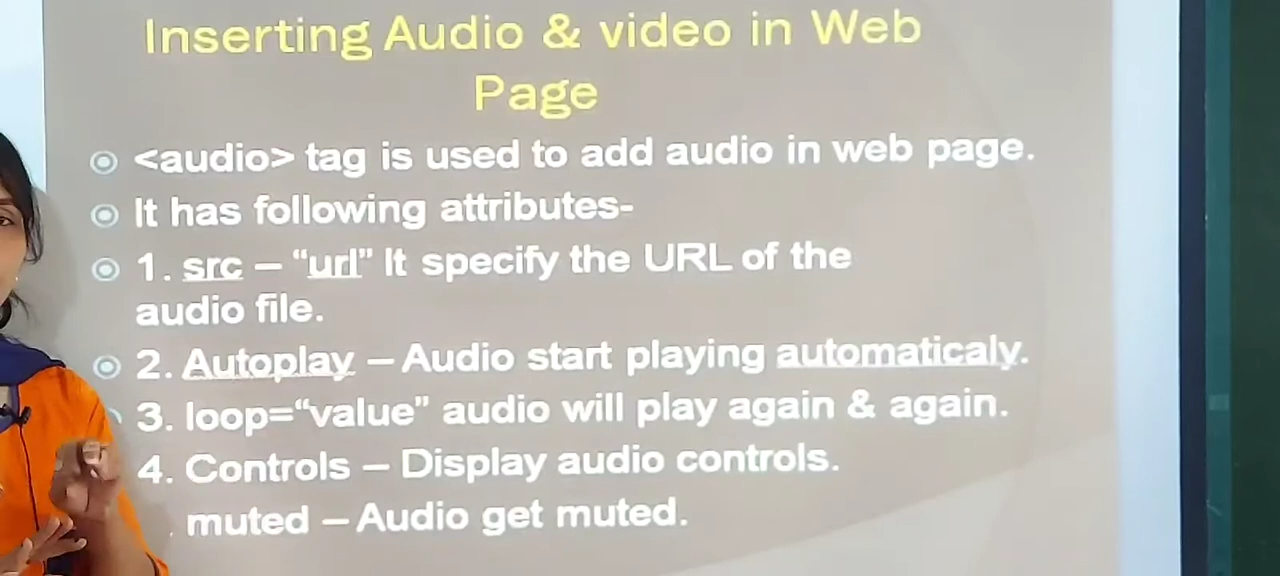 Inserting Audio & video in Web
Page
<audio> tag is used to add audio in web page.
It has following attributes-
1. src – “url” It specify the URL of the
audio file.
2. Autoplay – Audio start playing automaticaly.
3. loop=“value” audio will play again & again.
4. Controls – Display audio controls.
muted – Audio get muted.